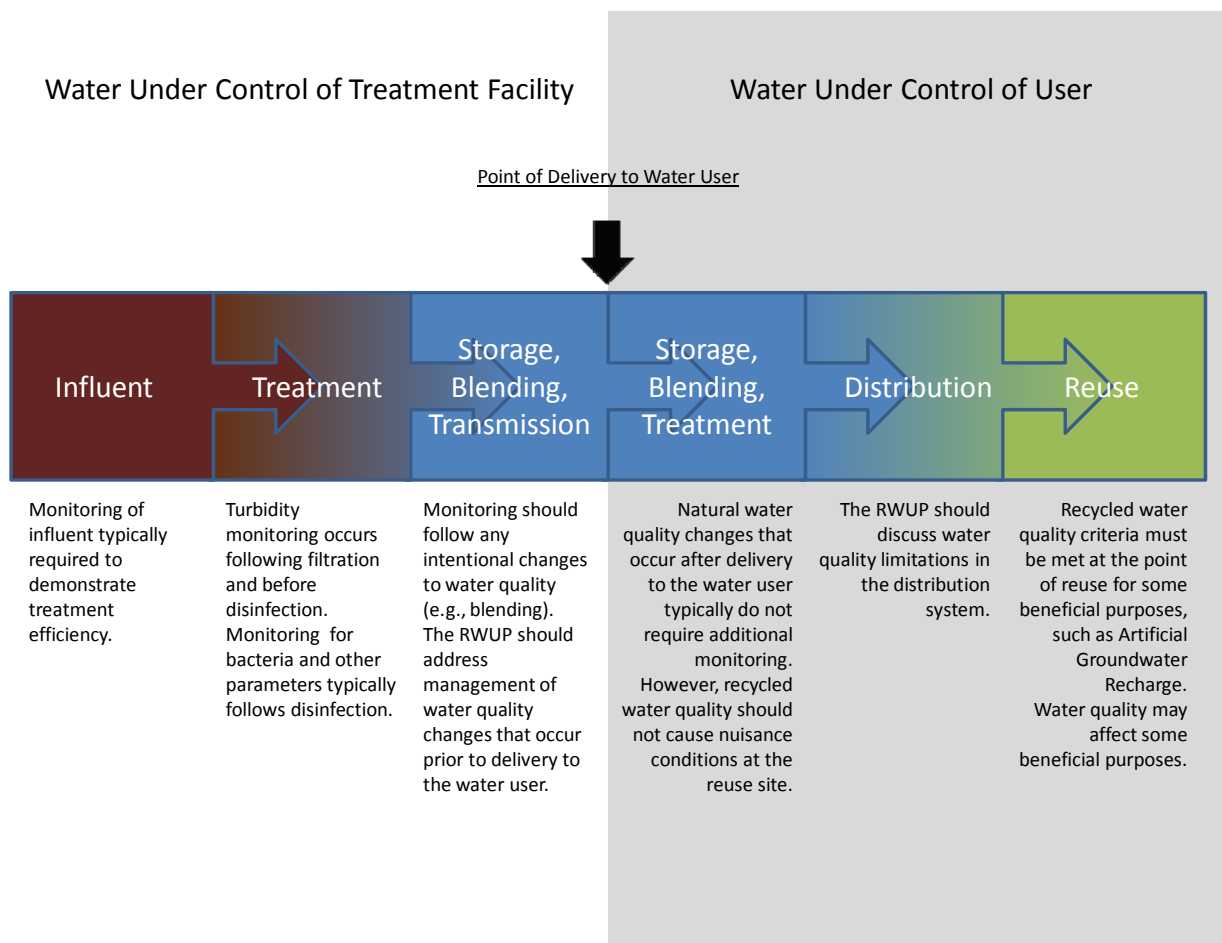 Water Under Control of Treatment Facility
Water Under Control of User
Point of Delivery to Water User
Influent
Treatment
Storage,
Blending,
Transmission
Storage,
Blending,
Treatment
Distribution
Reuse
Monitoring of
influent typically
required to
demonstrate
treatment
efficiency.
Turbidity
monitoring occurs
following filtration
and before
disinfection.
Monitoring for
bacteria and other
parameters typically
follows disinfection.
Monitoring should
follow any
intentional changes
to water quality
(e.g., blending).
The RWUP should
address
management of
water quality
changes that occur
prior to delivery to
the water user.
Natural water
quality changes that
occur after delivery
to the water user
typically do not
require additional
monitoring.
However, recycled
water quality should
not cause nuisance
conditions at the
reuse site.
The RWUP should
discuss water
quality limitations in
the distribution
system.
Recycled water
quality criteria must
be met at the point
of reuse for some
beneficial purposes,
such as Artificial
Groundwater
Recharge.
Water quality may
affect some
beneficial purposes.